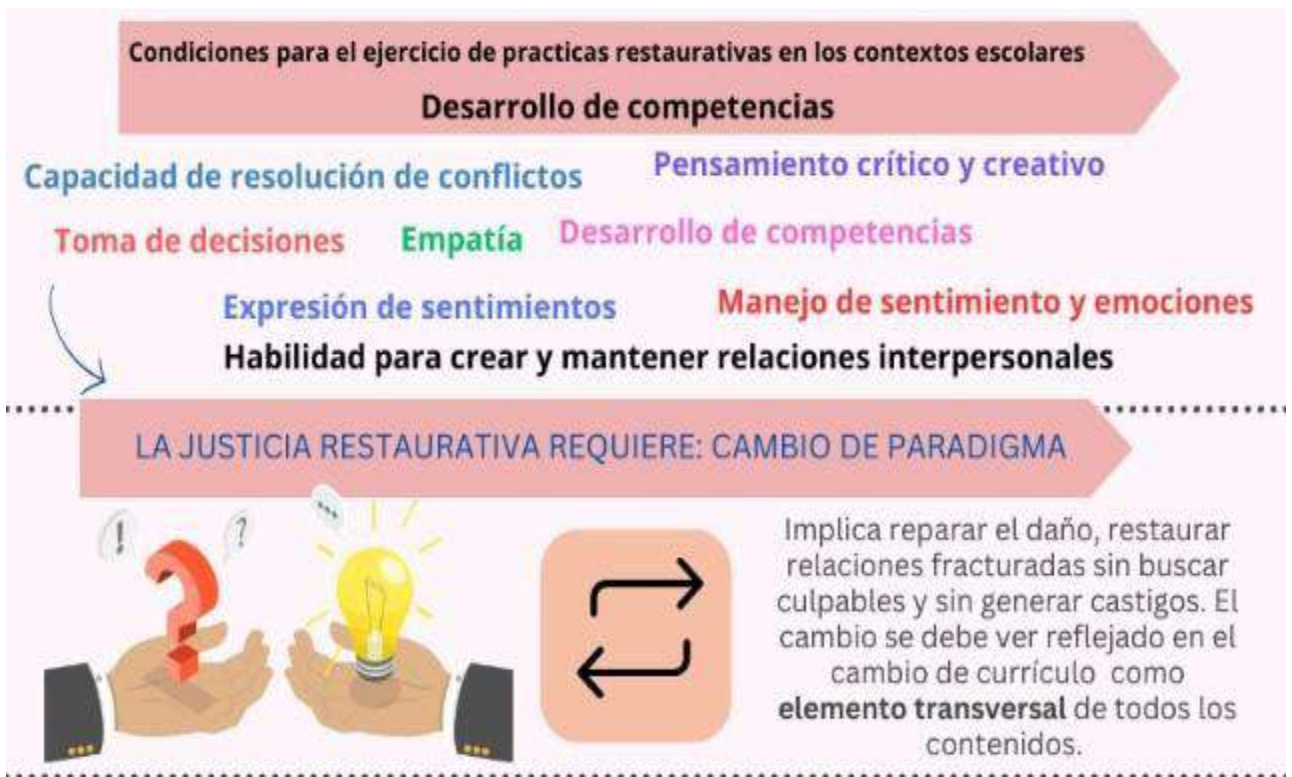 Condiciones para el ejercicio de practicas restaurativas en los contextos escolares
Desarrollo de competencias
Capacidad de resolución de conflictos
Pensamiento crítico y creativo
Toma de decisiones
Empatía
Desarrollo de competencias
Expresión de sentimientos
Manejo de sentimiento y emociones
Habilidad para crear y mantener relaciones interpersonales
LA JUSTICIA RESTAURATIVA REQUIERE: CAMBIO DE PARADIGMA
! ? ...
?
Implica reparar el daño, restaurar
relaciones fracturadas sin buscar
culpables y sin generar castigos. El
cambio se debe ver reflejado en el
cambio de currículo como
elemento transversal de todos los
contenidos.